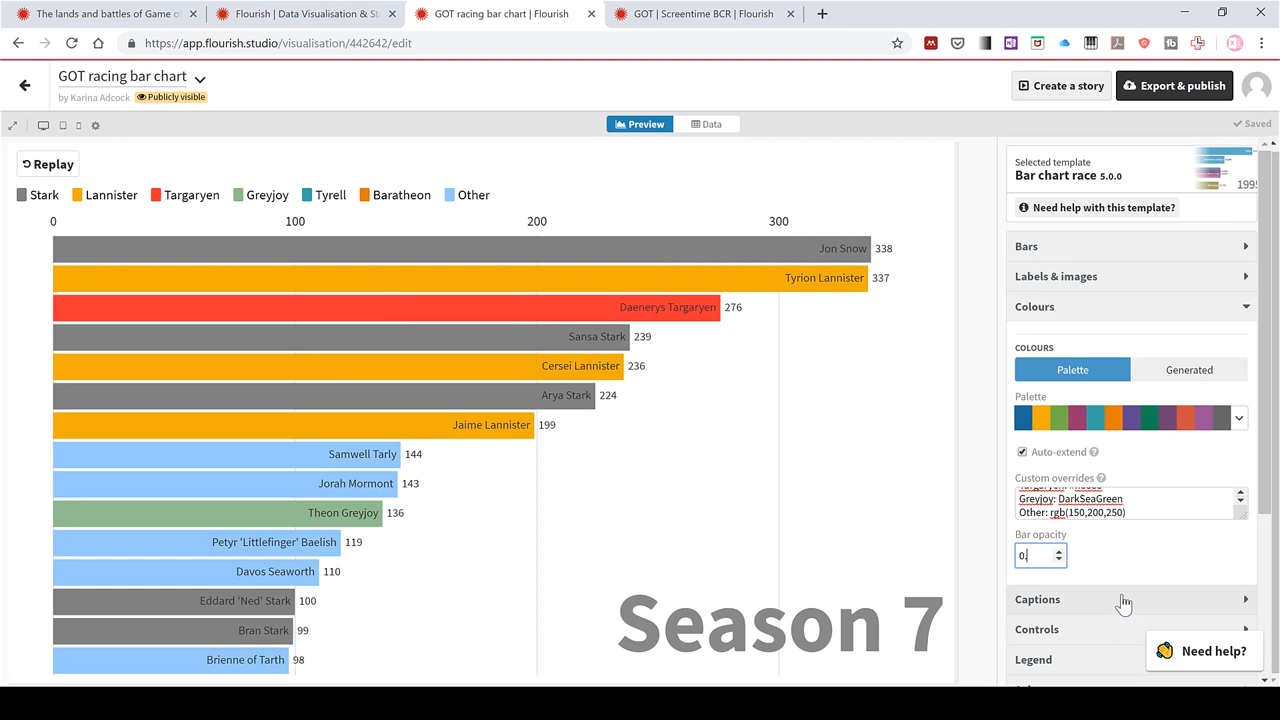 The lands and battles of Game of
Flourish | Data Visualisation & St
GOT racing bar chart | Flourish
GOT | Screentime BCR | Flourish
https://app.flourish.studio/visualisation/442642/edit
GOT racing bar chart
by Karina Adcock
Publicly visible
Create a story
Export & publish
Preview
Data
Saved
Replay
Stark
Lannister
Targaryen
Greyjoy
Tyrell
Baratheon
Other
0
100
200
300
Jon Snow 338
Tyrion Lannister 337
Daenerys Targaryen 276
Sansa Stark 239
Cersei Lannister 236
Arya Stark 224
Jaime Lannister 199
Samwell Tarly 144
Jorah Mormont 143
Theon Greyjoy 136
Petyr 'Littlefinger' Baelish 119
Davos Seaworth 110
Eddard 'Ned' Stark 100
Bran Stark 99
Brienne of Tarth 98
Season 7
Selected template
Bar chart race 5.0.0
1995
Need help with this template?
Bars
Labels & images
Colours
COLOURS
Palette
Generated
Palette
Auto-extend
Custom overrides
Greyjoy: DarkSeaGreen
Other: rgb(150,200,250)
Bar opacity
0.
Captions
Controls
Need help?
Legend